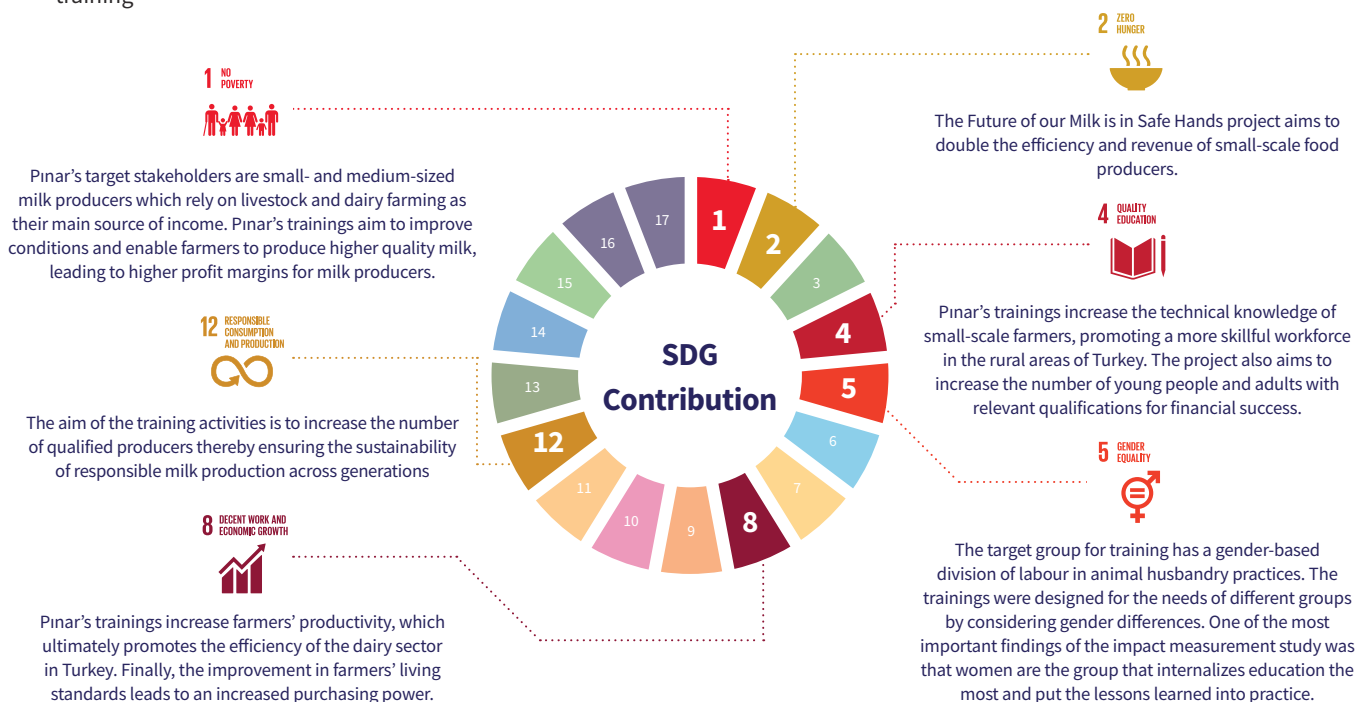 training
1 NO
POVERTY
Pınar’s target stakeholders are small- and medium-sized
milk producers which rely on livestock and dairy farming as
their main source of income. Pınar’s trainings aim to improve
conditions and enable farmers to produce higher quality milk,
leading to higher profit margins for milk producers.
12 RESPONSIBLE
CONSUMPTION
AND PRODUCTION
The aim of the training activities is to increase the number
of qualified producers thereby ensuring the sustainability
of responsible milk production across generations
8 DECENT WORK AND
ECONOMIC GROWTH
Pınar’s trainings increase farmers’ productivity, which
ultimately promotes the efficiency of the dairy sector
in Turkey. Finally, the improvement in farmers’ living
standards leads to an increased purchasing power.
SDG
Contribution
1
2
3
4
5
6
7
8
9
10
11
12
13
14
15
16
17
2 ZERO
HUNGER
The Future of our Milk is in Safe Hands project aims to
double the efficiency and revenue of small-scale food
producers.
4 QUALITY
EDUCATION
Pınar’s trainings increase the technical knowledge of
small-scale farmers, promoting a more skillful workforce
in the rural areas of Turkey. The project also aims to
increase the number of young people and adults with
relevant qualifications for financial success.
5 GENDER
EQUALITY
The target group for training has a gender-based
division of labour in animal husbandry practices. The
trainings were designed for the needs of different groups
by considering gender differences. One of the most
important findings of the impact measurement study was
that women are the group that internalizes education the
most and put the lessons learned into practice.